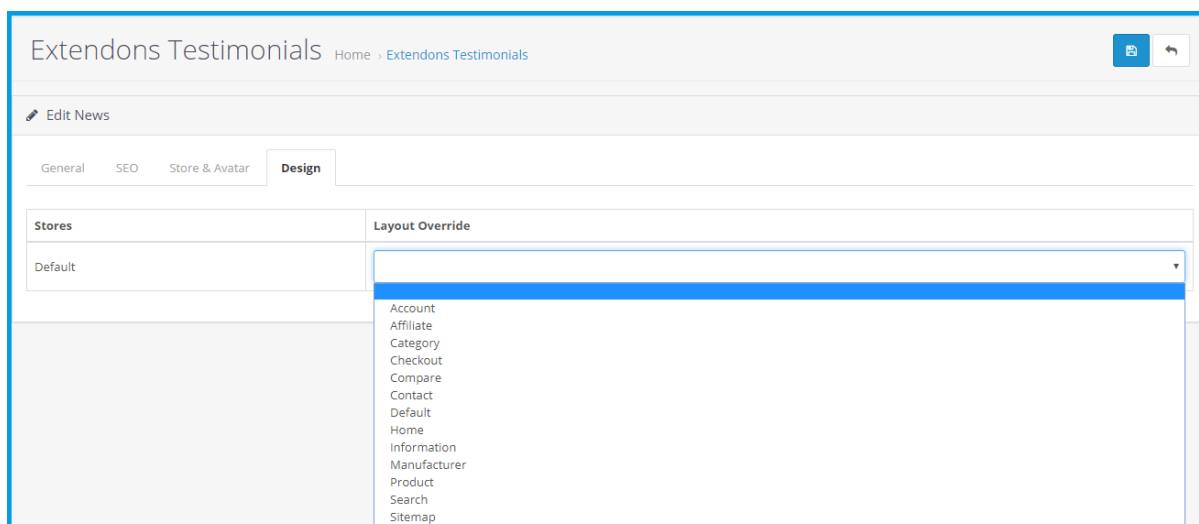 Extendons Testimonials Home › Extendons Testimonials
Edit News
General SEO Store & Avatar Design
Stores Layout Override
Default
Account
Affiliate
Category
Checkout
Compare
Contact
Default
Home
Information
Manufacturer
Product
Search
Sitemap